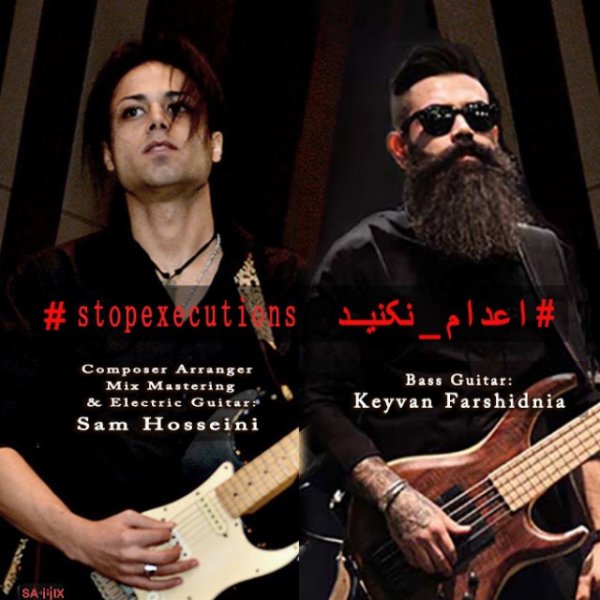 # stopexecutions
#اعدام_نکنید
Composer Arranger
Mix Mastering
& Electric Guitar:
Sam Hosseini
Bass Guitar:
Keyvan Farshidnia